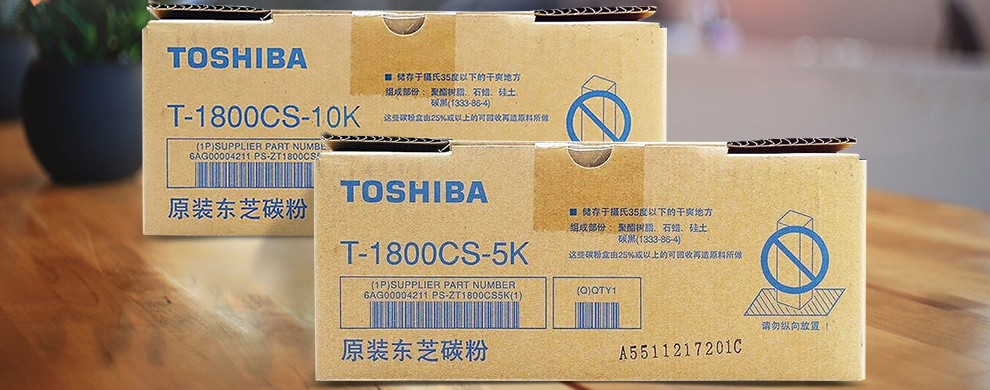 TOSHIBA
T-1800CS-10K
■ 储存于摄氏35度以下的干爽地方
组成部份： 聚酯树脂、石蜡、硅土
碳黑(1333-86-4)
这些碳粉盒由25%或以上的可回收再造原料所做
(1P)SUPPLIER PART NUMBE
6AG00004211 PS-ZT1800CS
原装东芝碳粉
TOSHIBA
T-1800CS-5K
■ 储存于摄氏35度以下的干爽地方
组成部份： 聚酯树脂、石蜡、硅土、
碳黑(1333-86-4)
这些碳粉盒由25%或以上的可回收再造原料所做
(1P)SUPPLIER PART NUMBER
6AG00004211 PS-ZT1800CS5K(1)
(Q)QTY1
请勿纵向放置！
原装东芝碳粉
A5511217201C